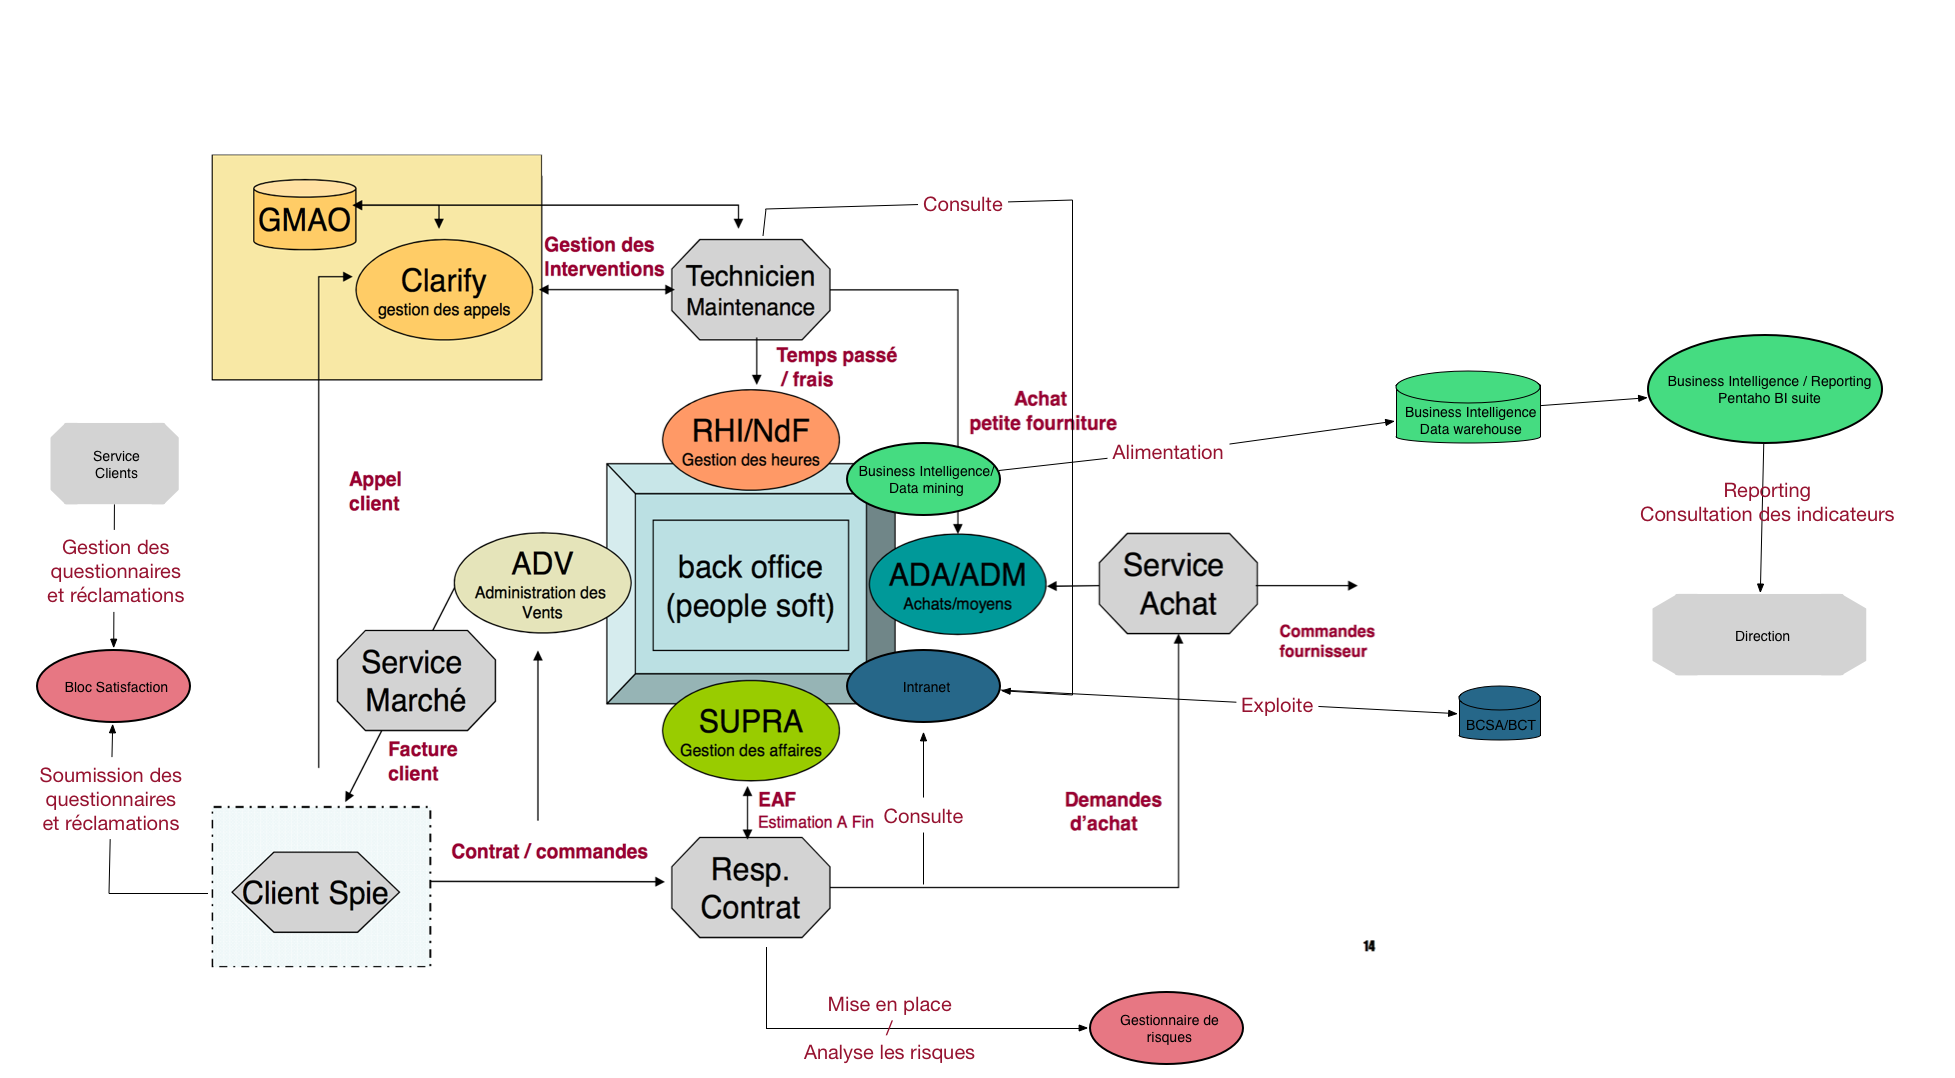 GMAO
Clarify
gestion des appels
Gestion des
Interventions
Technicien
Maintenance
Consulte
Temps passé
/ frais
Achat
petite fourniture
RHI/NdF
Gestion des heures
Business Intelligence/
Data mining
Alimentation
Business Intelligence
Data warehouse
Business Intelligence / Reporting
Pentaho BI suite
Reporting
Consultation des indicateurs
Direction
Service
Clients
Gestion des
questionnaires
et réclamations
Bloc Satisfaction
Soumission des
questionnaires
et réclamations
Appel
client
ADV
Administration des
Vents
back office
(people soft)
ADA/ADM
Achats/moyens
Service
Achat
Commandes
fournisseur
Service
Marché
Facture
client
SUPRA
Gestion des affaires
Intranet
Exploite
BCSA/BCT
EAF
Estimation A Fin
Consulte
Demandes
d'achat
Client Spie
Contrat / commandes
Resp.
Contrat
14
Mise en place
/
Analyse les risques
Gestionnaire de
risques